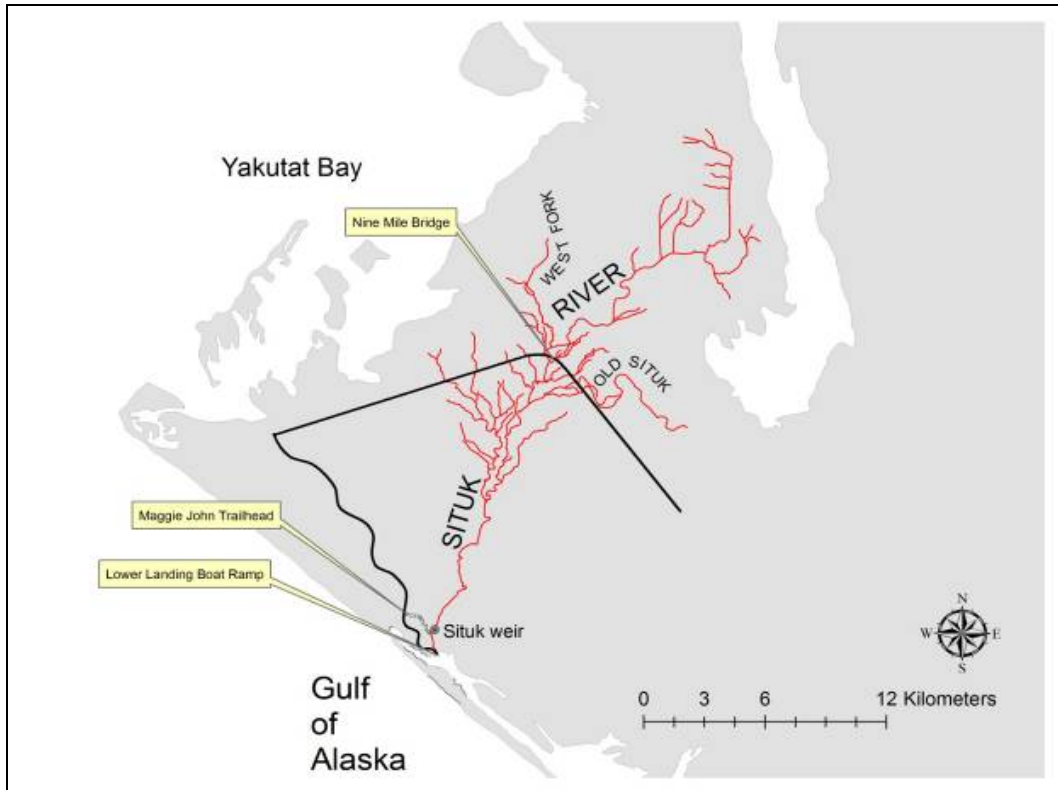 Yakutat Bay
Nine Mile Bridge
WEST FORK
RIVER
OLD SITUK
SITUK
Maggie John Trailhead
Lower Landing Boat Ramp
Situk weir
N
W E
S
Gulf
of
Alaska
0 3 6 12 Kilometers